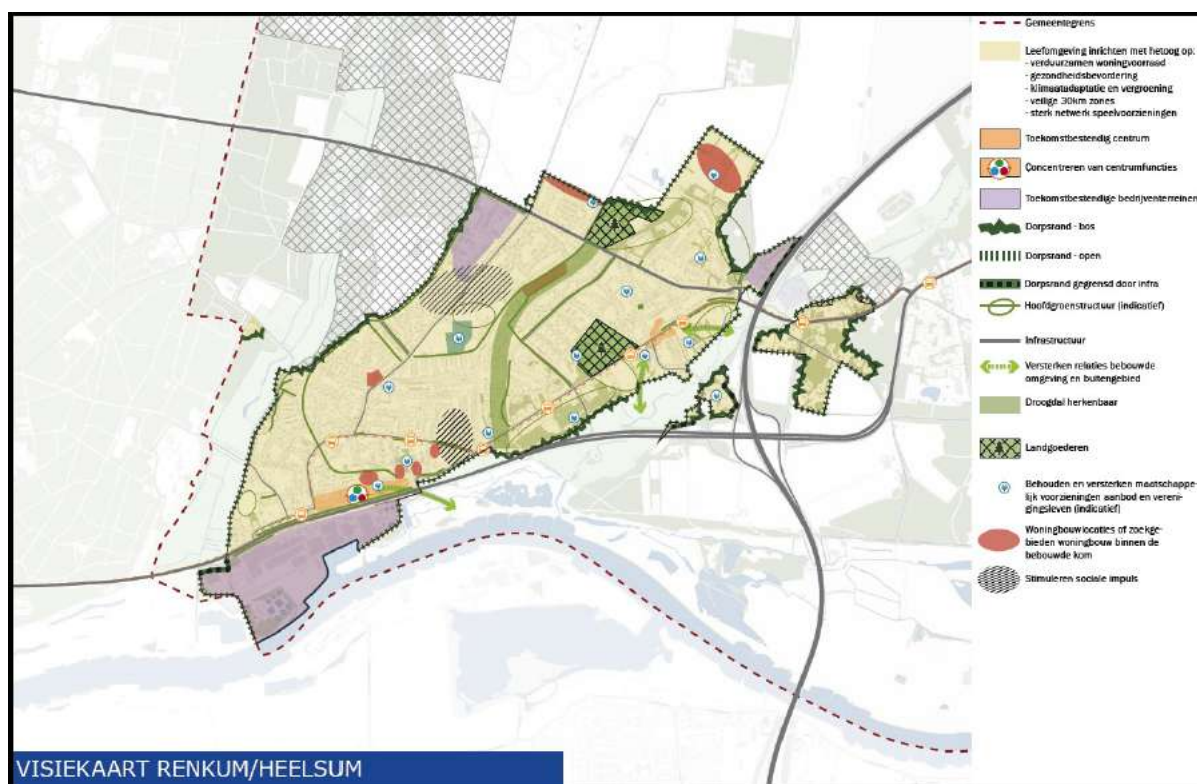 Gemeentegrens
Leefomgeving inrichten met hetoog op:
- verduurzamen woningvoorraad
- gezondheidsbevordering
- klimaatadaptatie en vergroening
- veilige 30km zones
- sterk netwerk speelvoorzieningen
Toekomstbestendig centrum
Concentreren van centrumfuncties
Toekomstbestendige bedrijventerreinen
Dorpsrand - bos
Dorpsrand - open
Dorpsrand gegrensd door infra
Hoofdgroenstructuur (indicatief)
Infrastructuur
Versterken relaties bebouwde
omgeving en buitengebied
Droogdal herkenbaar
Landgoederen
Behouden en versterken maatschappe-
lijk voorzieningen aanbod en vereni-
gingsleven (indicatief)
Woningbouwlocaties of zoekge-
bieden woningbouw binnen de
bebouwde kom
Stimuleren sociale impuls
VISIEKAART RENKUM/HEELSUM